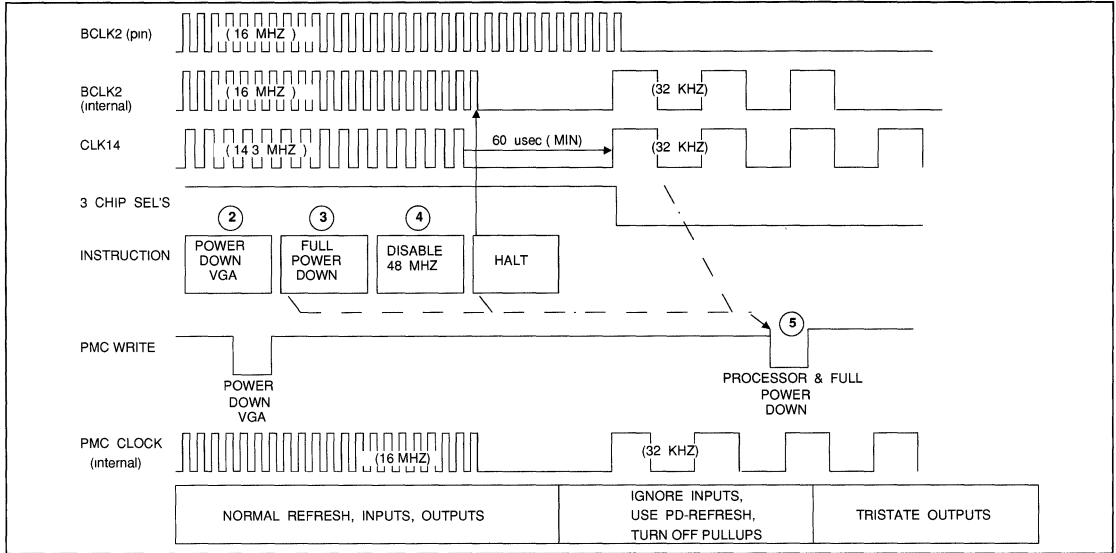 BCLK2 (pin) ( 16 MHZ )
BCLK2 ( 16 MHZ ) (32 KHZ)
(internal)
CLK14 (14 3 MHZ ) 60 usec ( MIN) (32 KHZ)
3 CHIP SEL'S
2 3 4
INSTRUCTION
POWER
DOWN
VGA
FULL
POWER
DOWN
DISABLE
48 MHZ
HALT
5
PMC WRITE
POWER
DOWN
VGA
PROCESSOR & FULL
POWER
DOWN
PMC CLOCK (16 MHZ) (32 KHZ)
(internal)
NORMAL REFRESH, INPUTS, OUTPUTS
IGNORE INPUTS,
USE PD-REFRESH,
TURN OFF PULLUPS
TRISTATE OUTPUTS